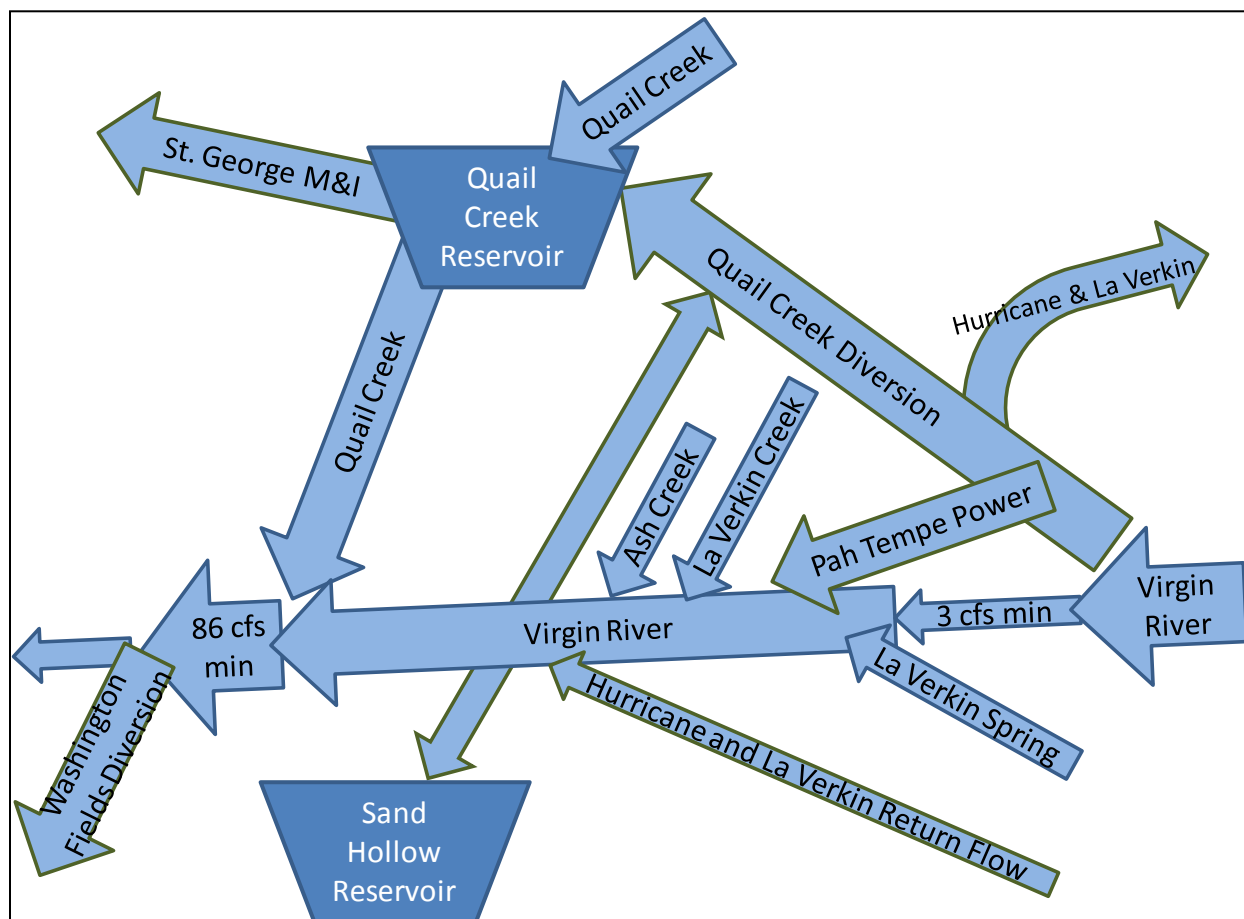 Quail Creek
St. George M&I
Quail
Creek
Reservoir
Quail Creek Diversion
Hurricane & La Verkin
Quail Creek
Ash Creek
La Verkin Creek
Pah Tempe Power
Virgin
River
3 cfs min
Virgin River
86 cfs
min
La Verkin Spring
Hurricane and La Verkin Return Flow
Washington
Fields Diversion
Sand
Hollow
Reservoir